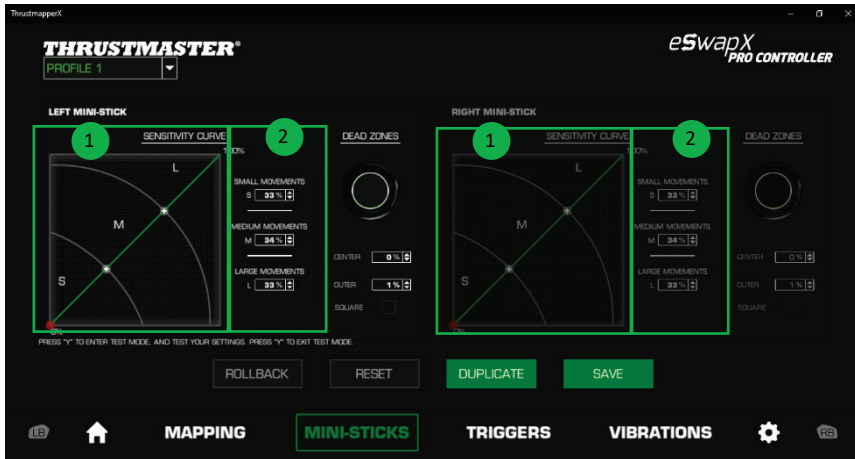 ThrustmapperX
THRUSTMASTER®
eSwapX
PRO CONTROLLER
PROFILE 1
LEFT MINI-STICK
1
SENSITIVITY CURVE
2
DEAD ZONES
100%
L
M
S
0%
SMALL MOVEMENTS
S 33 %
MEDIUM MOVEMENTS
M 34 %
LARGE MOVEMENTS
L 33 %
CENTER 0 %
OUTER 1 %
SQUARE
RIGHT MINI-STICK
1
SENSITIVITY CURVE
2
DEAD ZONES
100%
L
M
S
0%
SMALL MOVEMENTS
S 33 %
MEDIUM MOVEMENTS
M 34 %
LARGE MOVEMENTS
L 33 %
CENTER 0 %
OUTER 1 %
SQUARE
PRESS "Y" TO ENTER TEST MODE, AND TEST YOUR SETTINGS. PRESS "Y" TO EXIT TEST MODE.
ROLLBACK RESET DUPLICATE SAVE
LB MAPPING MINI-STICKS TRIGGERS VIBRATIONS RB